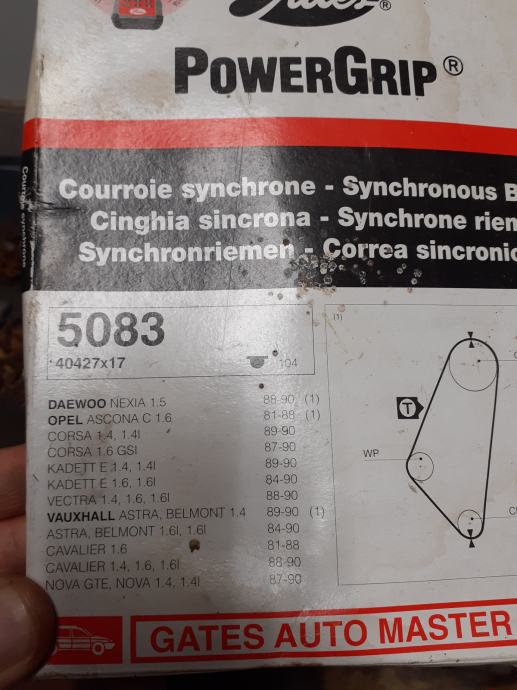 Gates®
POWERGRIP®
Courroie synchrone
Courroie synchrone - Synchronous
Cinghia sincrona - Synchrone
Synchronriemen - Correa
5083
40427x17
104
(1)
DAEWOO NEXIA 1.5 88-90 (1)
OPEL ASCONA C 1.6 81-88 (1)
CORSA 1.4, 1.4I 89-90
CORSA 1.6 GSI 87-90
KADETT E 1.4, 1.4I 89-90
KADETT E 1.6, 1.6I 84-90
VECTRA 1.4, 1.6, 1.6I 88-90
VAUXHALL ASTRA, BELMONT 1.4 89-90 (1)
ASTRA, BELMONT 1.6I, 1.6I 84-90
CAVALIER 1.6 81-88
CAVALIER 1.4, 1.6, 1.6I 88-90
NOVA GTE, NOVA 1.4, 1.4I 87-90
T
WP
GATES AUTO MASTER